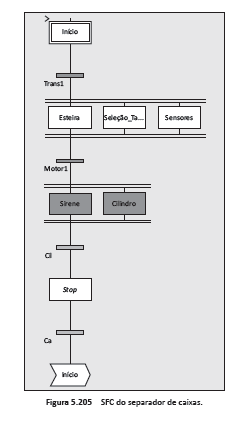 Início
Trans1
Esteira Seleção_Ta... Sensores
Motor1
Sirene Cilindro
Cil
Stop
Ca
Início
Figura 5.205 SFC do separador de caixas.